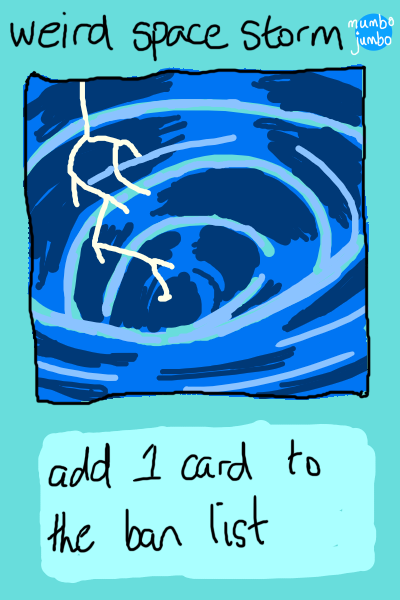 weird space storm
mumbo
jumbo
add 1 card to
the ban list